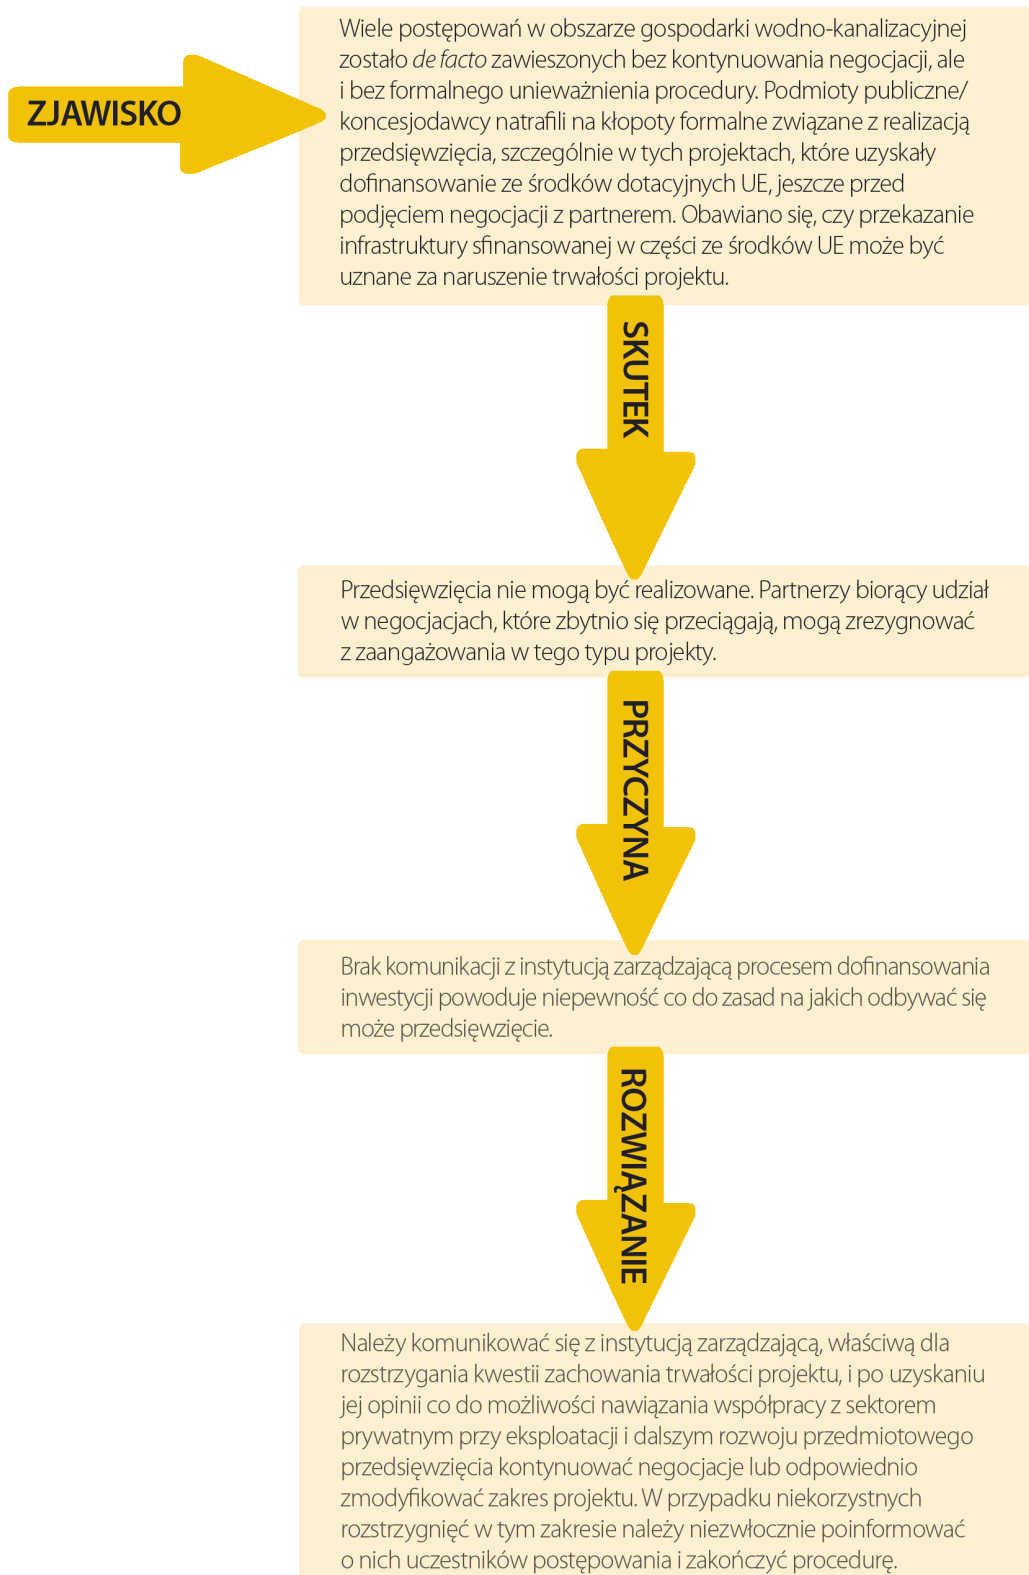 ZJAWISKO
Wiele postępowań w obszarze gospodarki wodno-kanalizacyjnej
zostało de facto zawieszonych bez kontynuowania negocjacji, ale
i bez formalnego unieważnienia procedury. Podmioty publiczne/
koncesjodawcy natrafili na kłopoty formalne związane z realizacją
przedsięwzięcia, szczególnie w tych projektach, które uzyskały
dofinansowanie ze środków dotacyjnych UE, jeszcze przed
podjęciem negocjacji z partnerem. Obawiano się, czy przekazanie
infrastruktury sfinansowanej w części ze środków UE może być
uznane za naruszenie trwałości projektu.
SKUTEK
Przedsięwzięcia nie mogą być realizowane. Partnerzy biorący udział
w negocjacjach, które zbytnio się przeciągają, mogą zrezygnować
z zaangażowania w tego typu projekty.
PRZYCZYNA
Brak komunikacji z instytucją zarządzającą procesem dofinansowania
inwestycji powoduje niepewność co do zasad na jakich odbywać się
może przedsięwzięcie.
ROZWIĄZANIE
Należy komunikować się z instytucją zarządzającą, właściwą dla
rozstrzygania kwestii zachowania trwałości projektu, i po uzyskaniu
jej opinii co do możliwości nawiązania współpracy z sektorem
prywatnym przy eksploatacji i dalszym rozwoju przedmiotowego
przedsięwzięcia kontynuować negocjacje lub odpowiednio
zmodyfikować zakres projektu. W przypadku niekorzystnych
rozstrzygnięć w tym zakresie należy niezwłocznie poinformować
o nich uczestników postępowania i zakończyć procedurę.